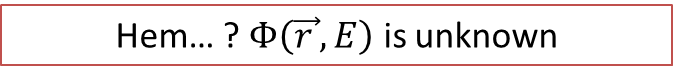 Hem... ? Φ(r⃗, E) is unknown